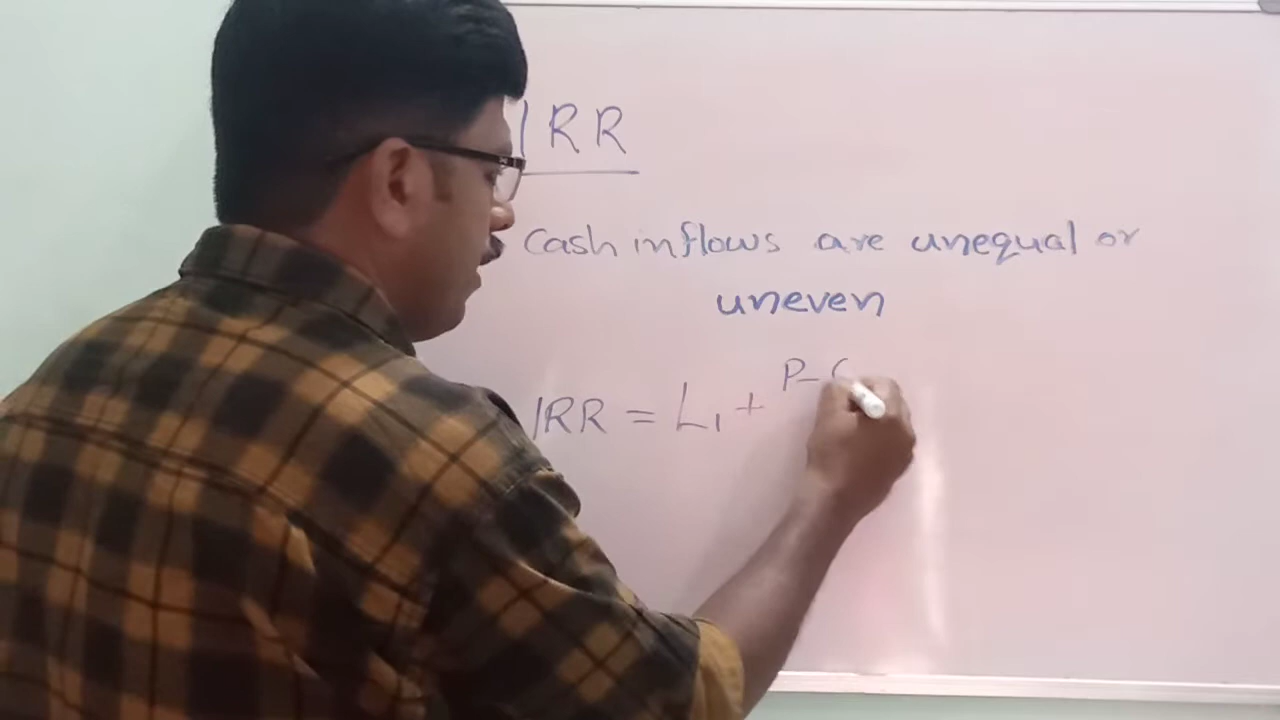 IRR
Cash inflows are unequal or
uneven
IRR = L1 + P-C